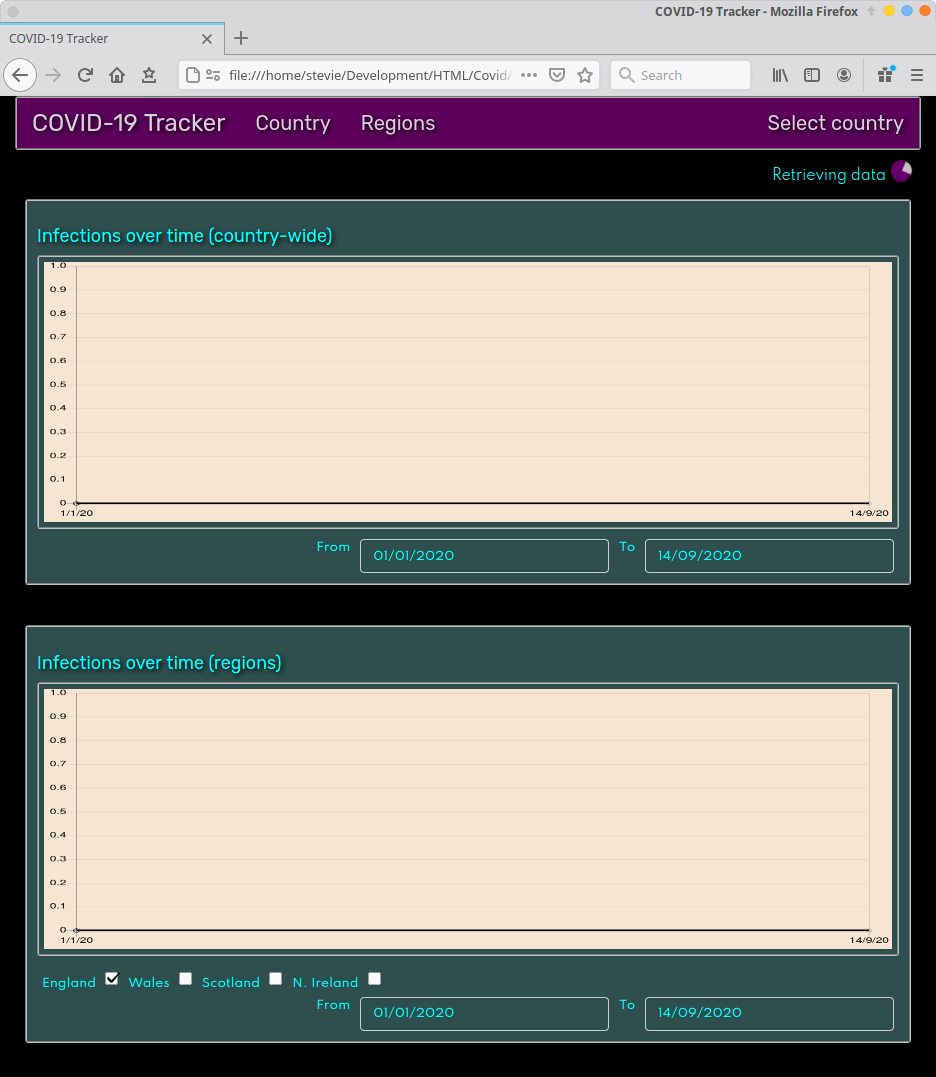 COVID-19 Tracker - Mozilla Firefox
COVID-19 Tracker
file:///home/stevie/Development/HTML/Covid/
Search
COVID-19 Tracker Country Regions Select country
Retrieving data
Infections over time (country-wide)
1.0
0.9
0.8
0.7
0.6
0.5
0.4
0.3
0.2
0.1
0
1/1/20 14/9/20
From 01/01/2020 To 14/09/2020
Infections over time (regions)
1.0
0.9
0.8
0.7
0.6
0.5
0.4
0.3
0.2
0.1
0
1/1/20 14/9/20
England Wales Scotland N. Ireland
From 01/01/2020 To 14/09/2020